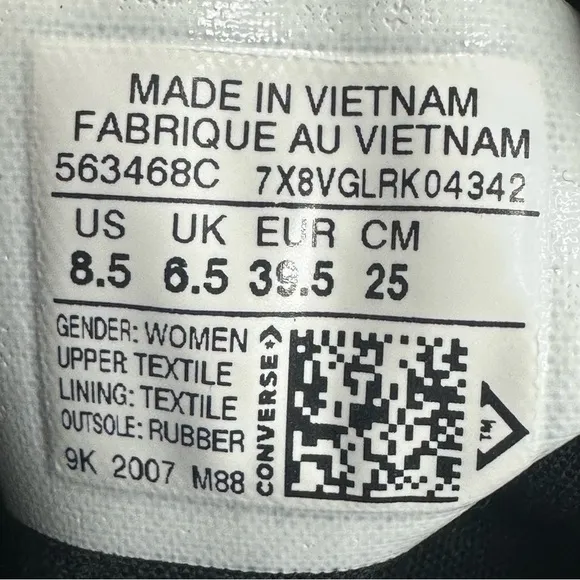 MADE IN VIETNAM
FABRIQUE AU VIETNAM
563468C 7X8VGLRK04342
US UK EUR CM
8.5 6.5 39.5 25
GENDER: WOMEN
UPPER: TEXTILE
LINING: TEXTILE
OUTSOLE: RUBBER
9K 2007 M88
CONVERSE
TM